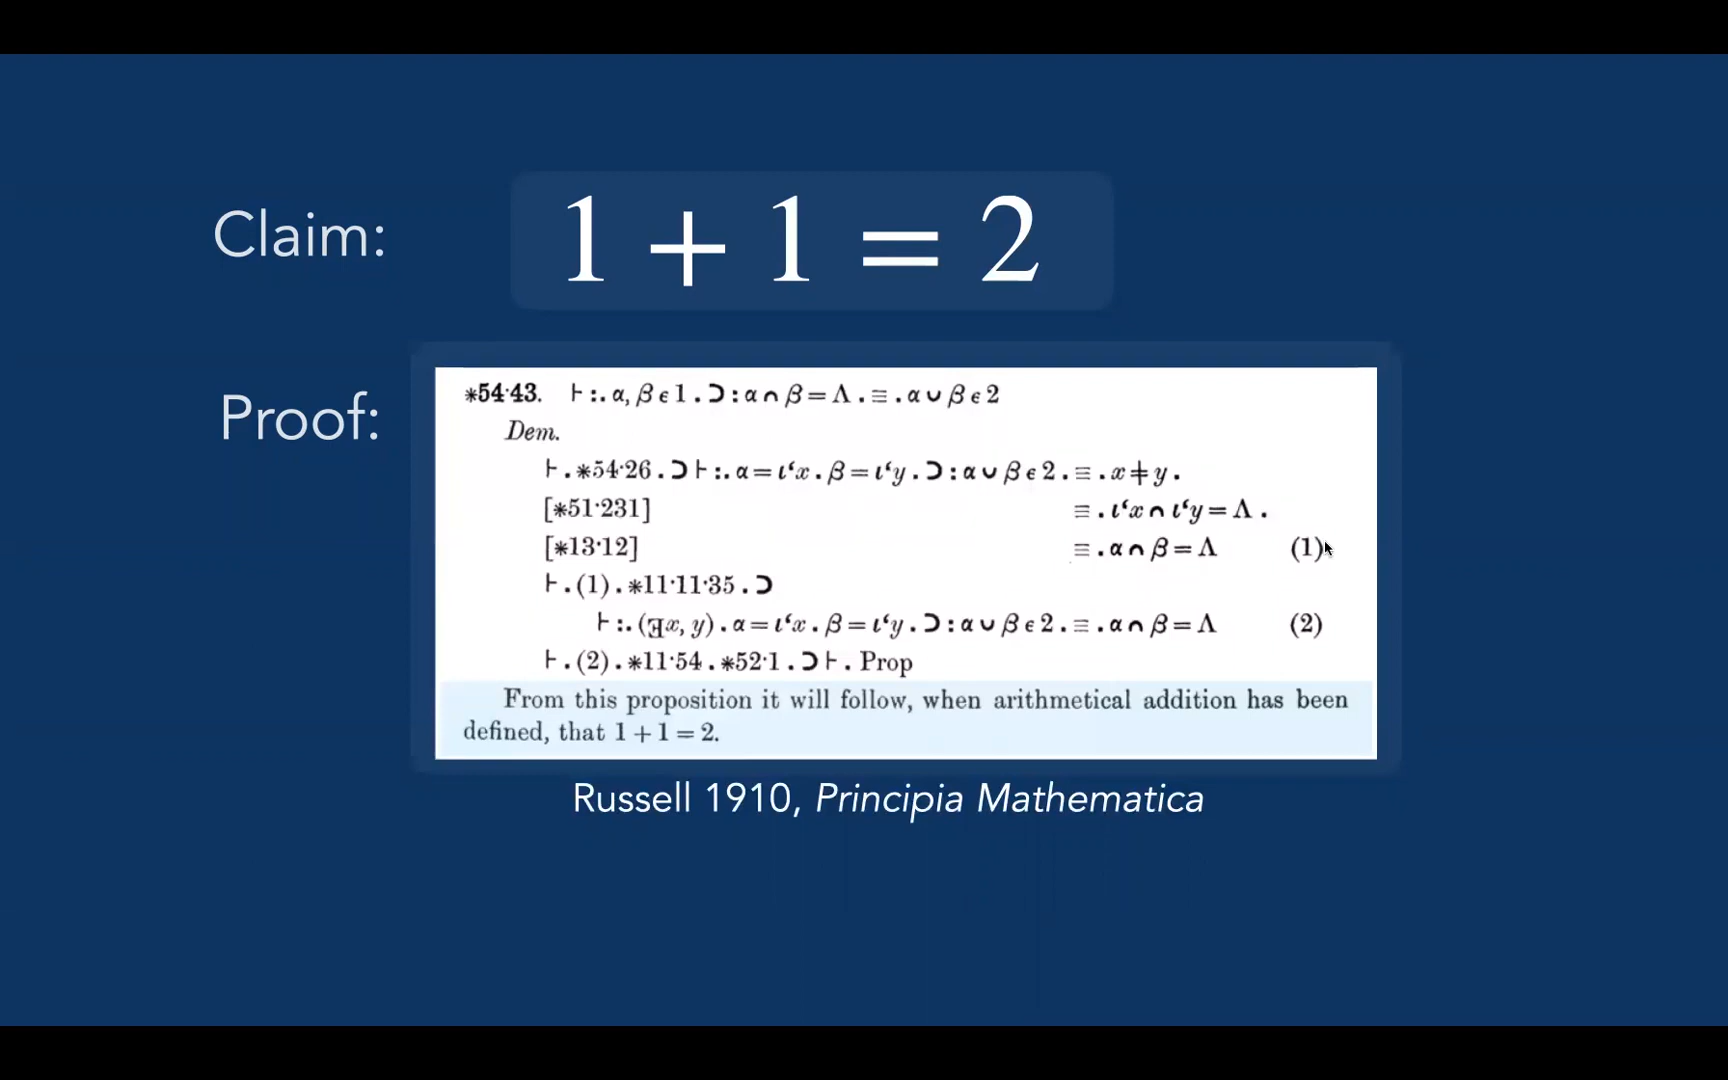 Claim:
1 + 1 = 2
Proof:
∗54·43. ⊢:. α, β ϵ 1 . ⊃ : α ∩ β = Λ . ≡ . α ∪ β ϵ 2
Dem.
⊢ . ∗54·26 . ⊃ ⊢ :. α = ι‘x . β = ι‘y . ⊃ : α ∪ β ϵ 2 . ≡ . x ≠ y .
[∗51·231] ≡ . ι‘x ∩ ι‘y = Λ .
[∗13·12] ≡ . α ∩ β = Λ (1)
⊢ . (1) . ∗11·11·35 . ⊃
⊢ :. (Ǝx, y) . α = ι‘x . β = ι‘y . ⊃ : α ∪ β ϵ 2 . ≡ . α ∩ β = Λ (2)
⊢ . (2) . ∗11·54 . ∗52·1 . ⊃ ⊢ . Prop
From this proposition it will follow, when arithmetical addition has been
defined, that 1 + 1 = 2.
Russell 1910, Principia Mathematica